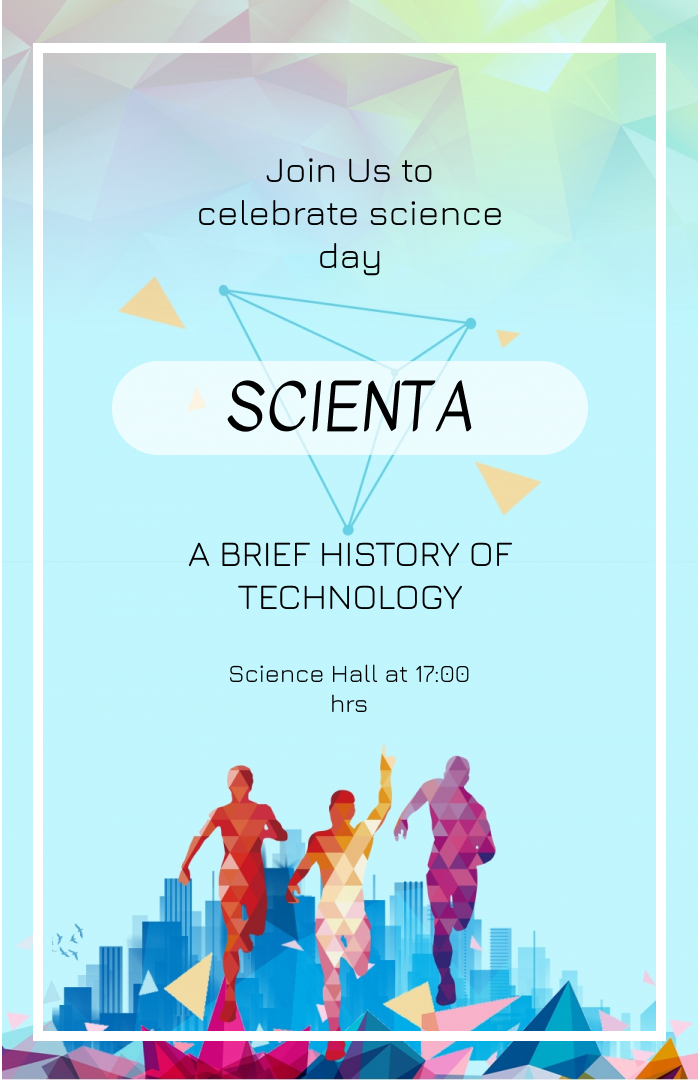 Join Us to
celebrate science
day
SCIENTA
A BRIEF HISTORY OF
TECHNOLOGY
Science Hall at 17:00
hrs